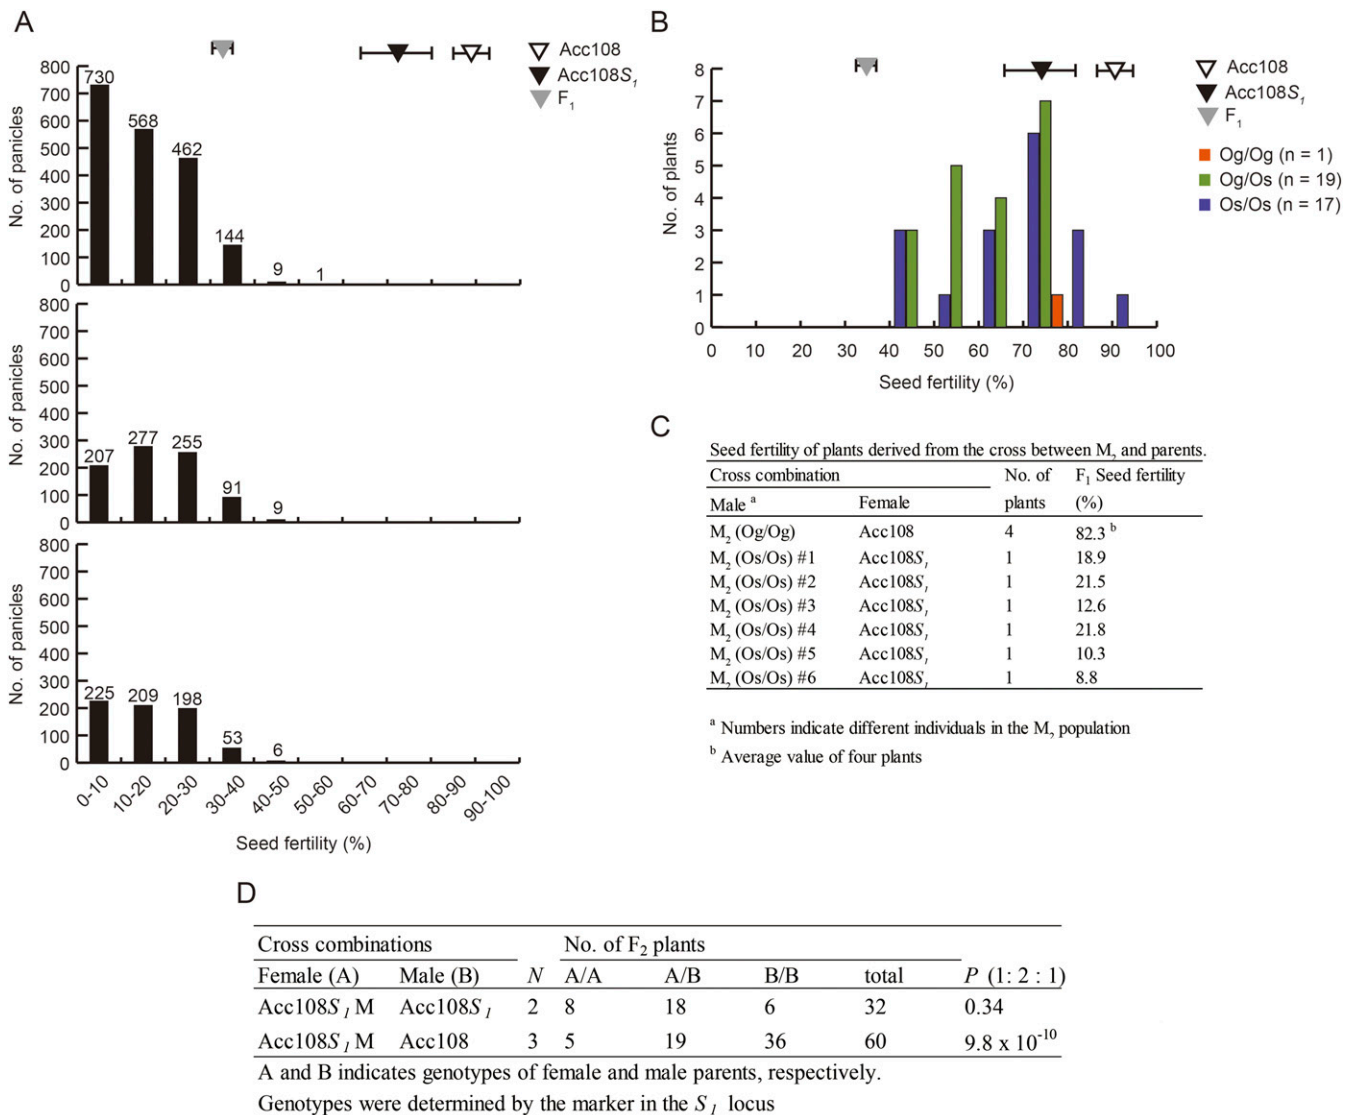 A
Acc108
Acc108S1
F1
No. of panicles
800
700
600
500
400
300
200
100
0
730
568
462
144
9
1
No. of panicles
800
700
600
500
400
300
200
100
0
207
277
255
91
9
No. of panicles
800
700
600
500
400
300
200
100
0
225
209
198
53
6
0-10
10-20
20-30
30-40
40-50
50-60
60-70
70-80
80-90
90-100
Seed fertility (%)
B
Acc108
Acc108S1
F1
Og/Og (n = 1)
Og/Os (n = 19)
Os/Os (n = 17)
No. of plants
8
7
6
5
4
3
2
1
0
0 10 20 30 40 50 60 70 80 90 100
Seed fertility (%)
C
Seed fertility of plants derived from the cross between M2 and parents.
Cross combination No. of F1 Seed fertility
Male a Female plants (%)
M2 (Og/Og) Acc108 4 82.3 b
M2 (Os/Os) #1 Acc108S1 1 18.9
M2 (Os/Os) #2 Acc108S1 1 21.5
M2 (Os/Os) #3 Acc108S1 1 12.6
M2 (Os/Os) #4 Acc108S1 1 21.8
M2 (Os/Os) #5 Acc108S1 1 10.3
M2 (Os/Os) #6 Acc108S1 1 8.8
a Numbers indicate different individuals in the M2 population
b Average value of four plants
D
Cross combinations No. of F2 plants
Female (A) Male (B) N A/A A/B B/B total P (1: 2 : 1)
Acc108S1 M Acc108S1 2 8 18 6 32 0.34
Acc108S1 M Acc108 3 5 19 36 60 9.8 x 10-10
A and B indicates genotypes of female and male parents, respectively.
Genotypes were determined by the marker in the S1 locus